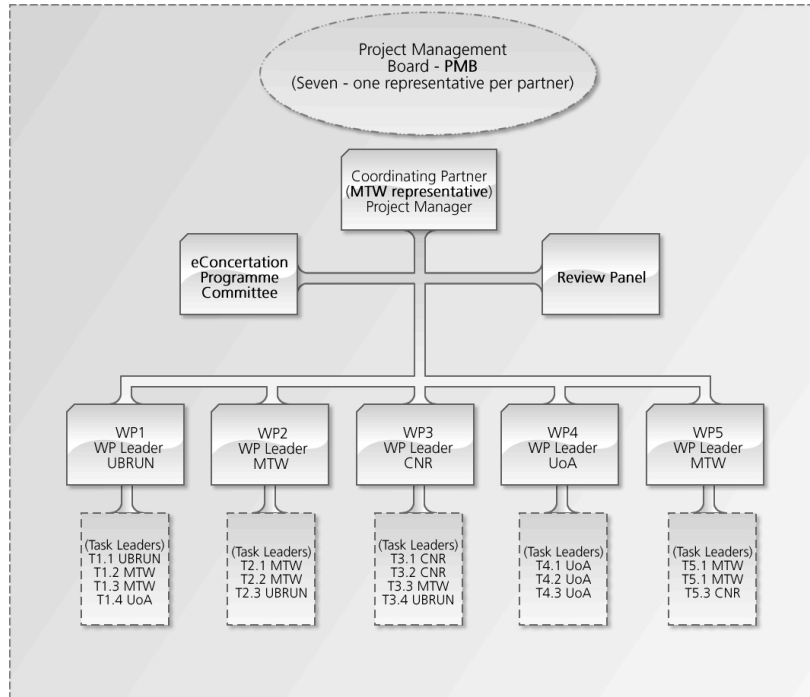 Project Management
Board - PMB
(Seven - one representative per partner)
Coordinating Partner
(MTW representative)
Project Manager
eConcertation
Programme
Committee
Review Panel
WP1
WP Leader
UBRUN
WP2
WP Leader
MTW
WP3
WP Leader
CNR
WP4
WP Leader
UoA
WP5
WP Leader
MTW
(Task Leaders)
T1.1 UBRUN
T1.2 MTW
T1.3 MTW
T1.4 UoA
(Task Leaders)
T2.1 MTW
T2.2 MTW
T2.3 UBRUN
(Task Leaders)
T3.1 CNR
T3.2 CNR
T3.3 MTW
T3.4 UBRUN
(Task Leaders)
T4.1 UoA
T4.2 UoA
T4.3 UoA
(Task Leaders)
T5.1 MTW
T5.1 MTW
T5.3 CNR